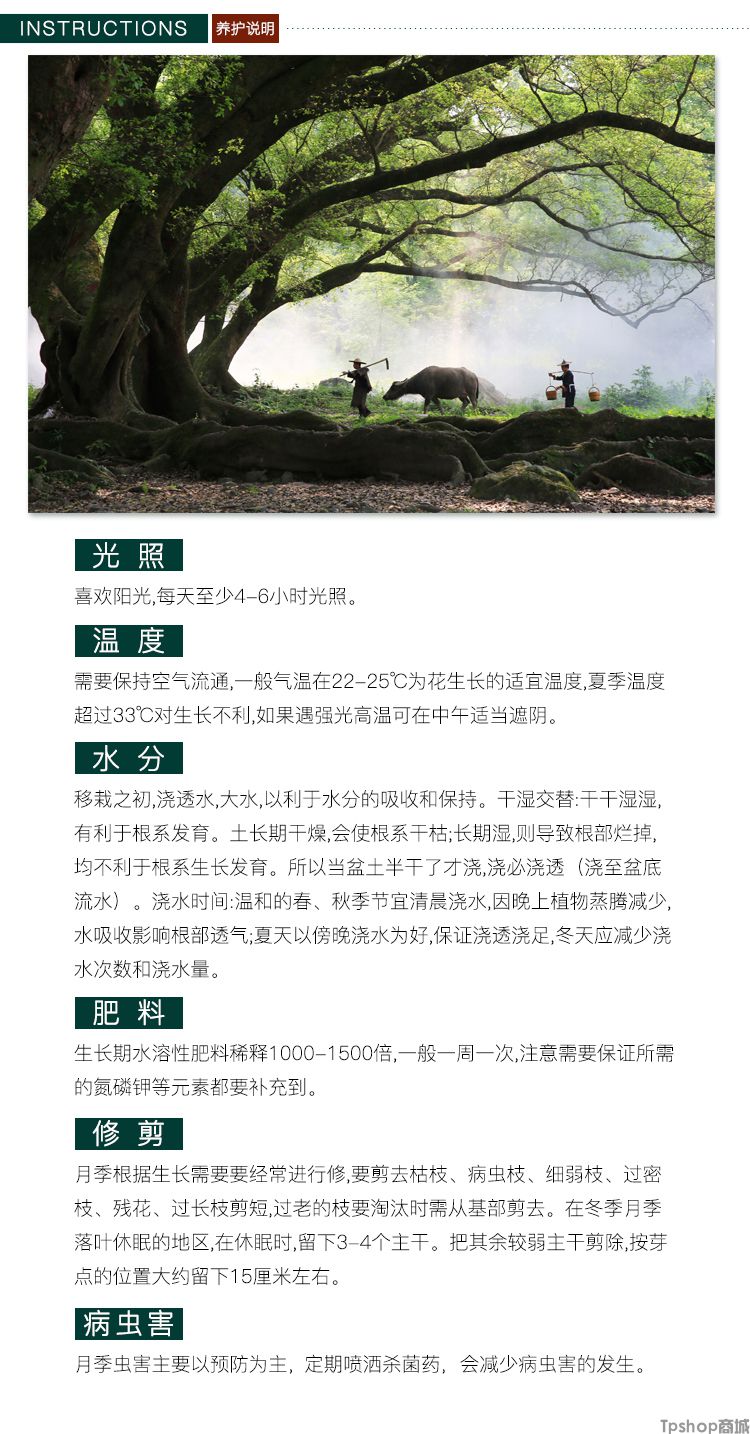 INSTRUCTIONS 养护说明
光照
喜欢阳光,每天至少4-6小时光照。
温度
需要保持空气流通,一般气温在22-25℃为花生长的适宜温度,夏季温度
超过33℃对生长不利,如果遇强光高温可在中午适当遮阴。
水分
移栽之初,浇透水,大水,以利于水分的吸收和保持。干湿交替:干干湿湿,
有利于根系发育。土长期干燥,会使根系干枯;长期湿,则导致根部烂掉,
均不利于根系生长发育。所以当盆土半干了才浇,浇必浇透（浇至盆底
流水）。浇水时间:温和的春、秋季节宜清晨浇水,因晚上植物蒸腾减少,
水吸收影响根部透气;夏天以傍晚浇水为好,保证浇透浇足,冬天应减少浇
水次数和浇水量。
肥料
生长期水溶性肥料稀释1000-1500倍,一般一周一次,注意需要保证所需
的氮磷钾等元素都要补充到。
修剪
月季根据生长需要要经常进行修,要剪去枯枝、病虫枝、细弱枝、过密
枝、残花、过长枝剪短,过老的枝要淘汰时需从基部剪去。在冬季月季
落叶休眠的地区,在休眠时,留下3-4个主干。把其余较弱主干剪除,按芽
点的位置大约留下15厘米左右。
病虫害
月季虫害主要以预防为主，定期喷洒杀菌药，会减少病虫害的发生。
Tpshop商城